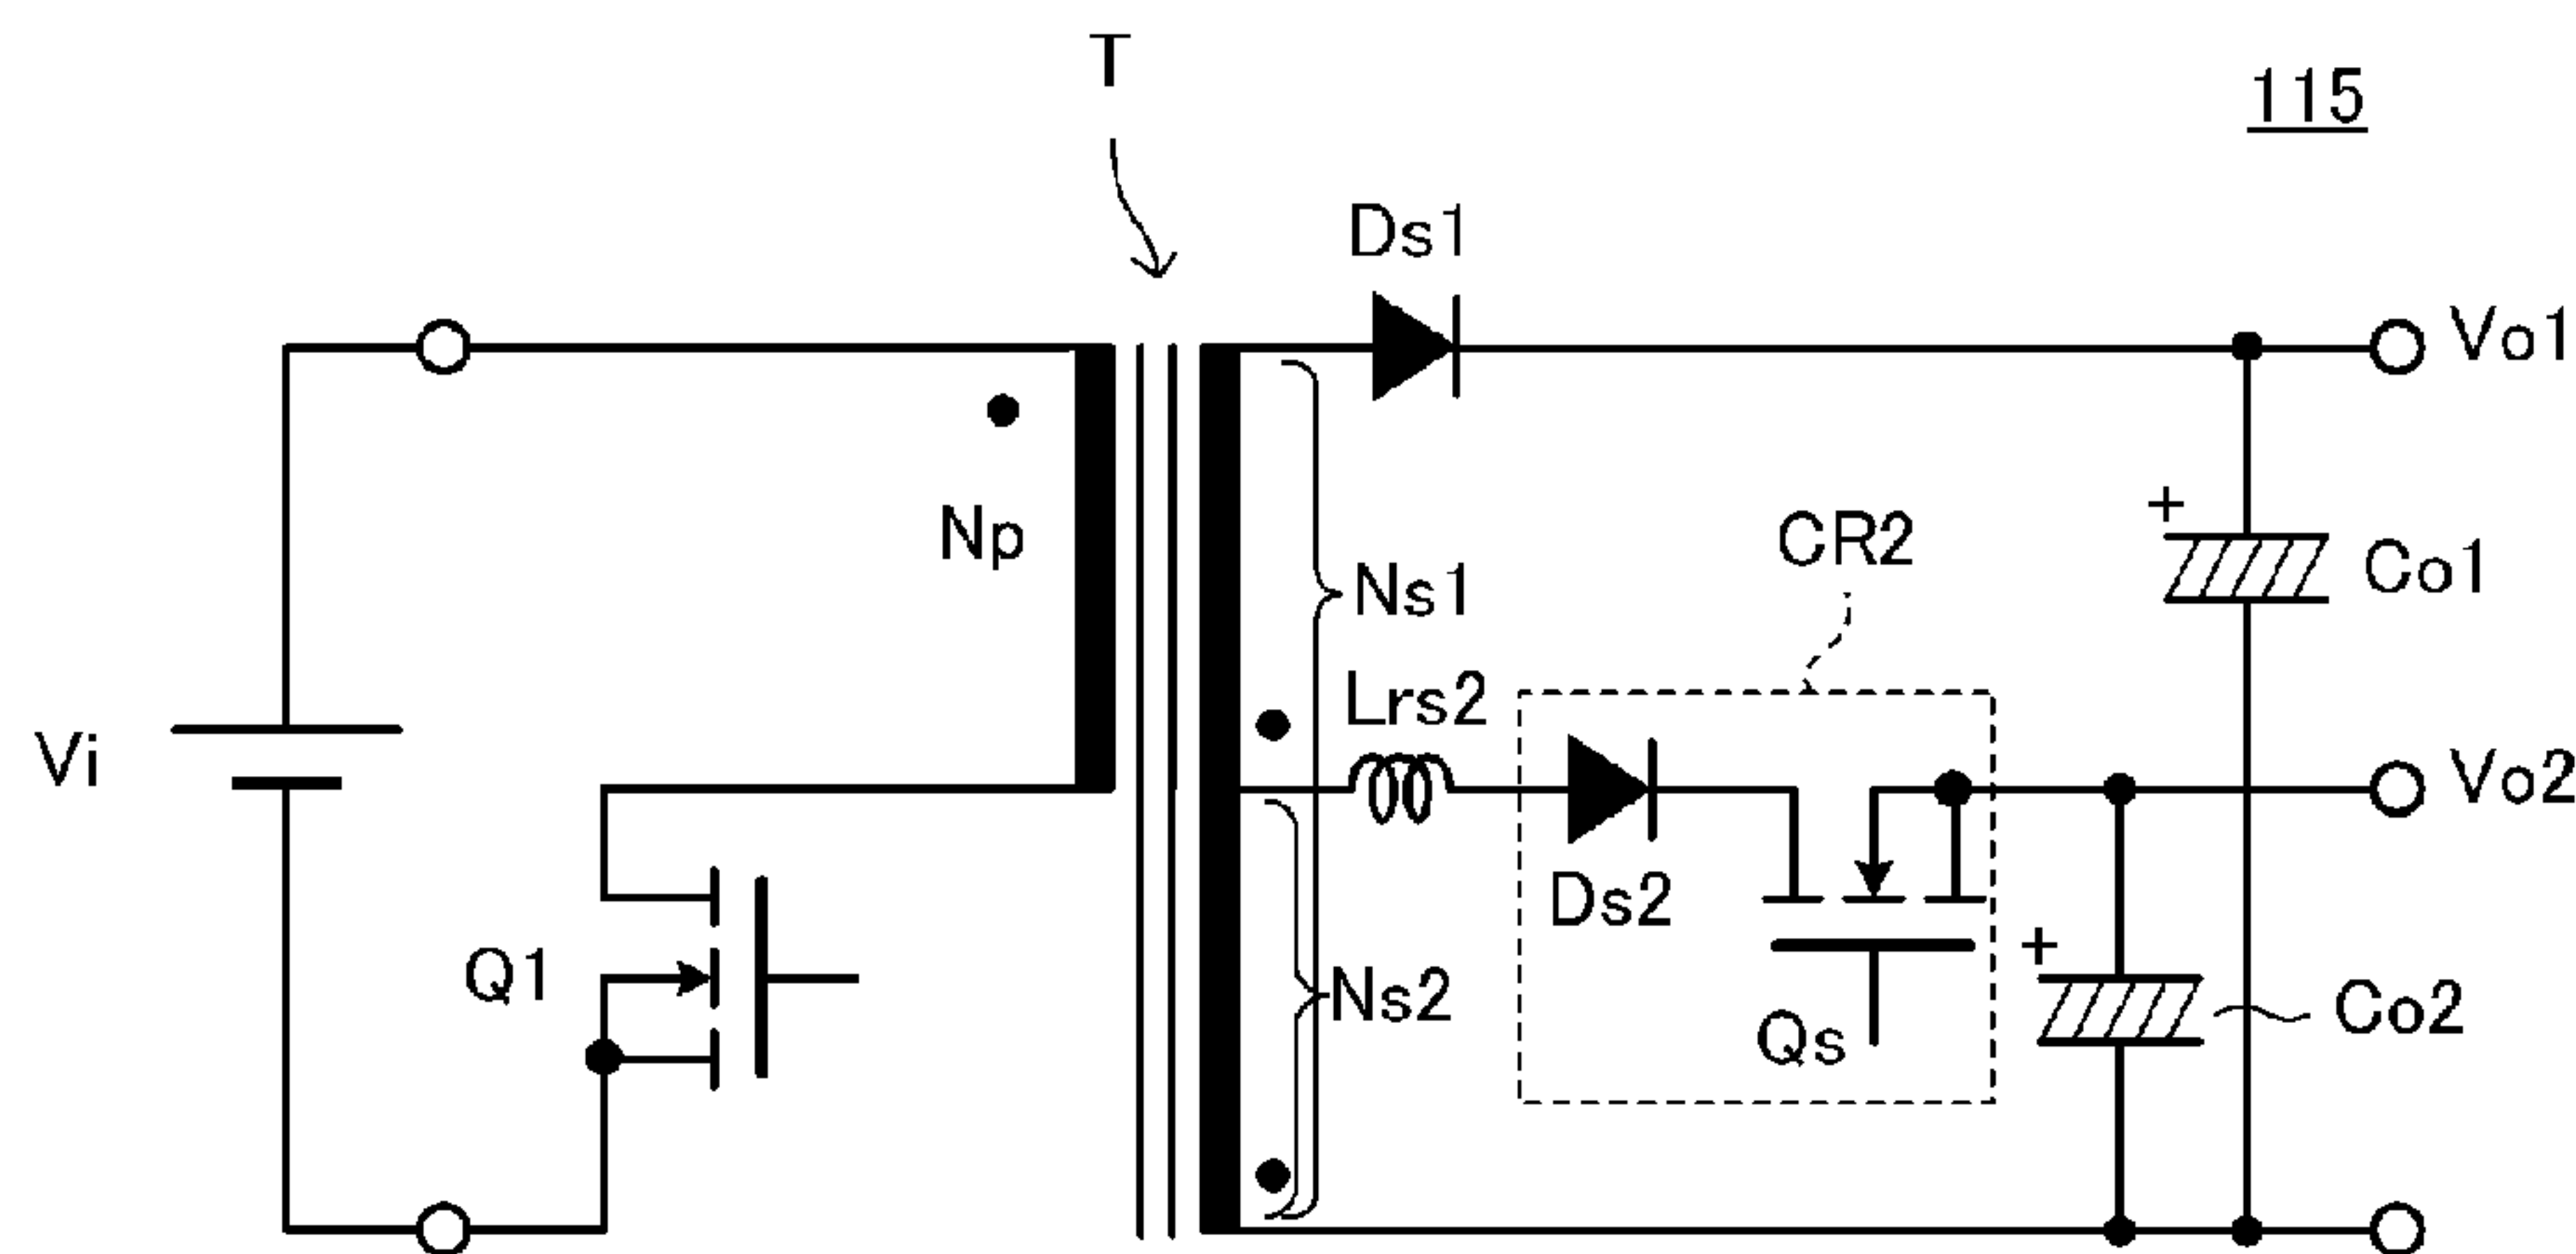 T
115
Ds1
Vo1
Np
CR2
Ns1
+
Co1
Lrs2
Vi
Vo2
Ds2
Q1
+
Ns2
Qs
Co2